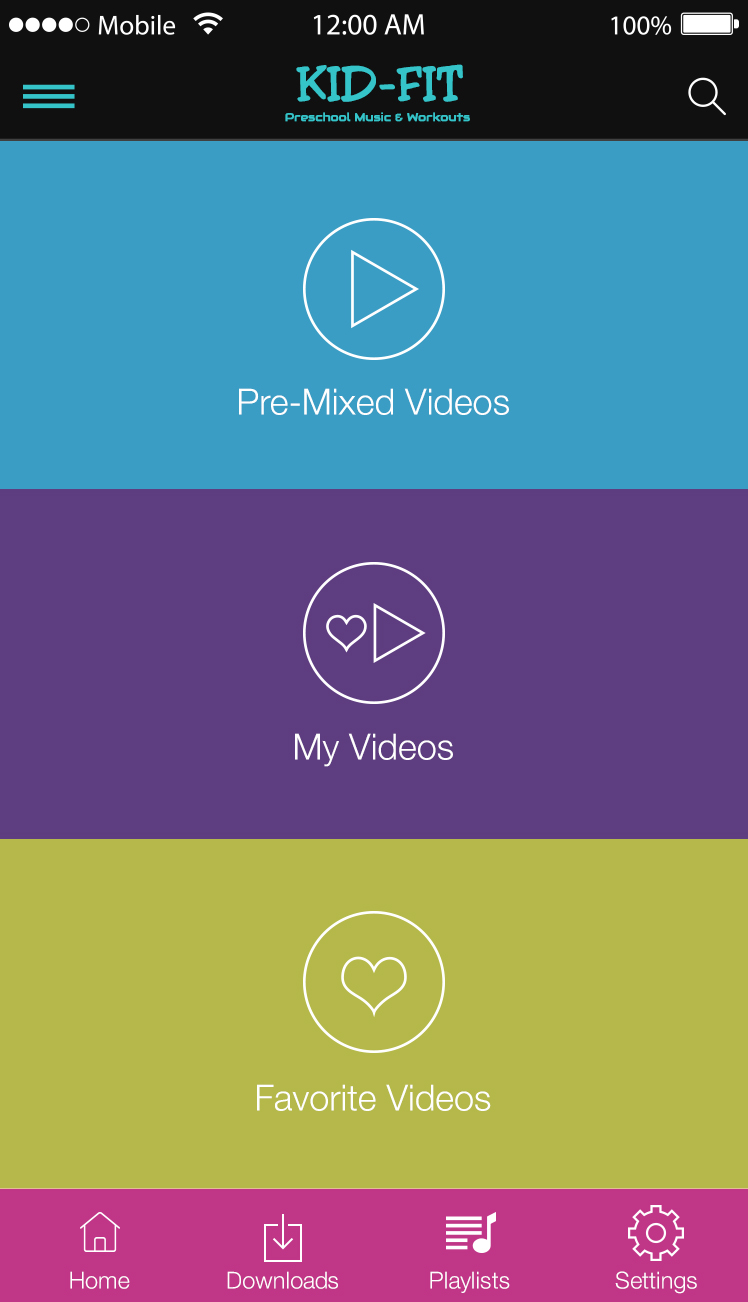 Mobile 12:00 AM 100%
KID-FIT
Preschool Music & Workouts
Pre-Mixed Videos
My Videos
Favorite Videos
Home Downloads Playlists Settings